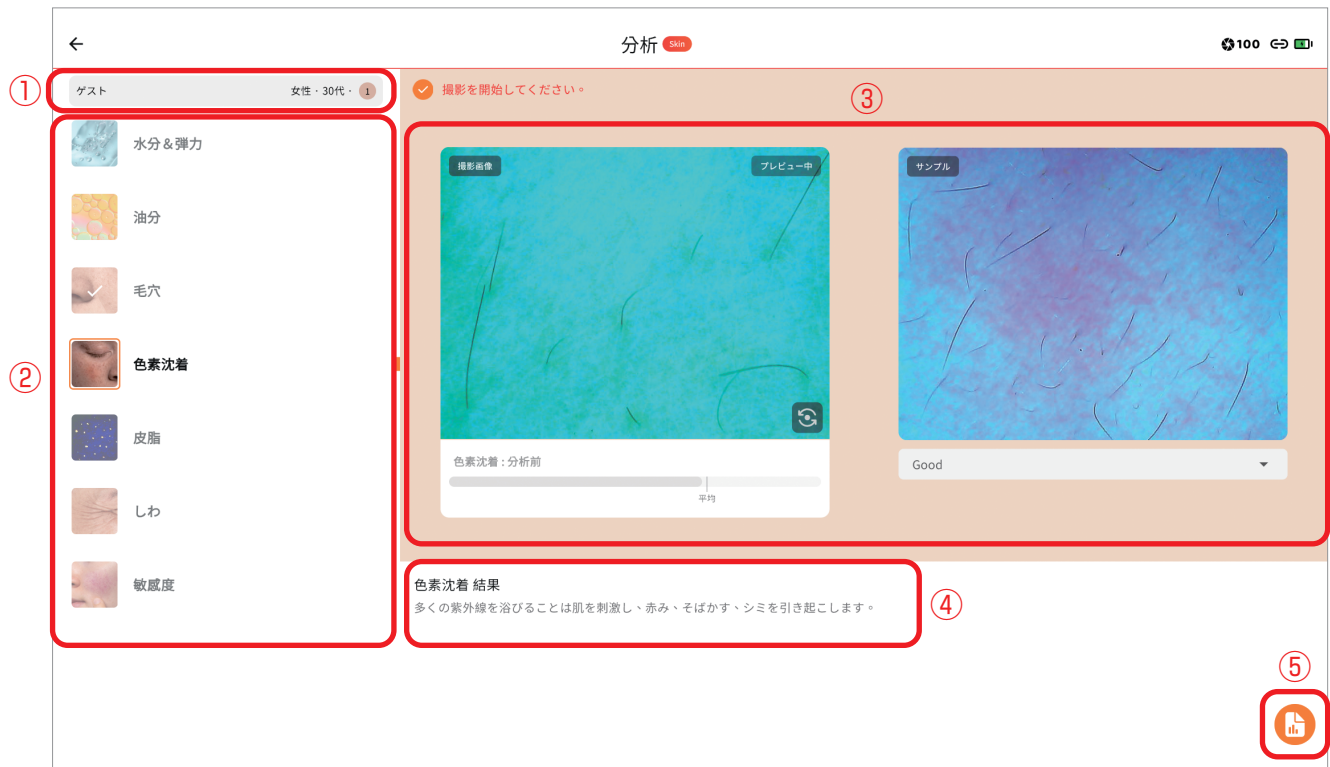 分析 Skin
100
①
ゲスト 女性・30代・ 1
撮影を開始してください。
③
②
水分&弾力
油分
毛穴
色素沈着
皮脂
しわ
敏感度
撮影画像 プレビュー中
色素沈着 : 分析前
平均
サンプル
Good
色素沈着 結果
多くの紫外線を浴びることは肌を刺激し、赤み、そばかす、シミを引き起こします。
④
⑤